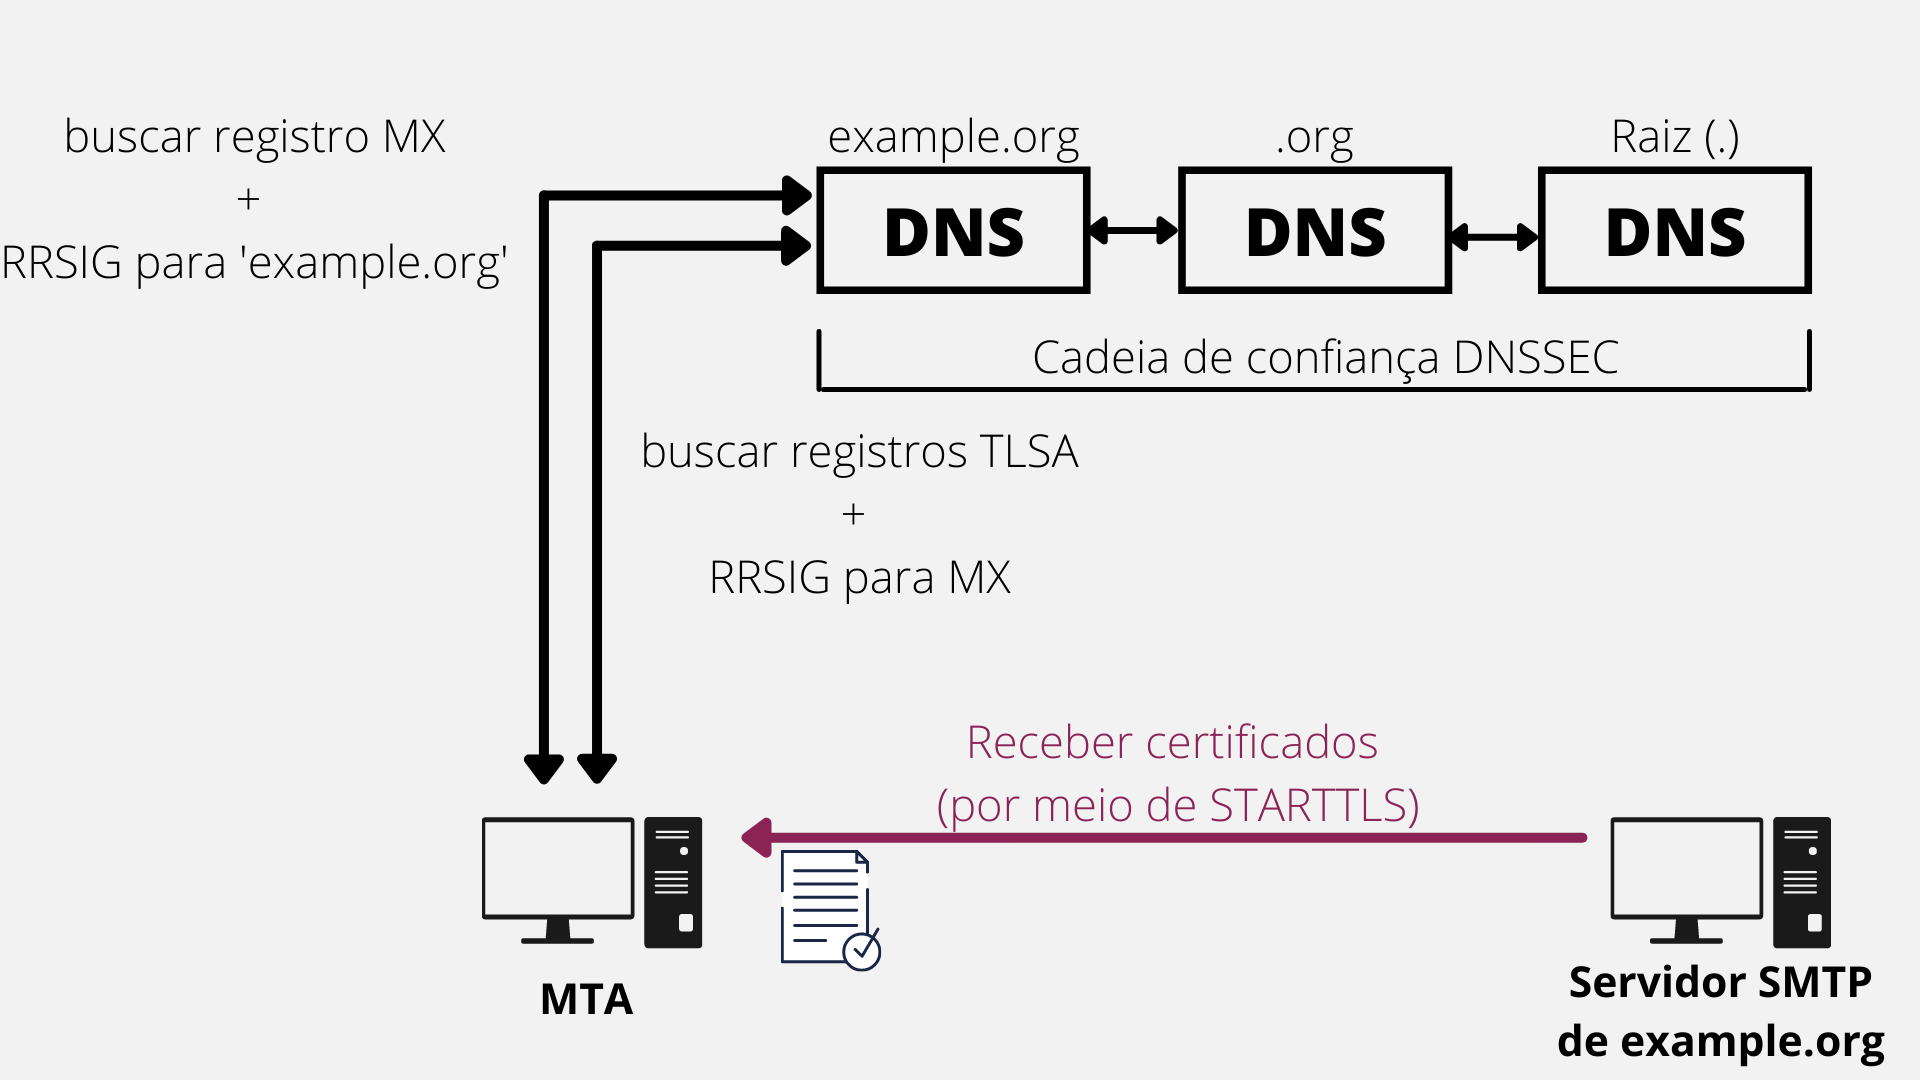 buscar registro MX
+
RRSIG para 'example.org'
example.org
.org
Raiz (.)
DNS
DNS
DNS
Cadeia de confiança DNSSEC
buscar registros TLSA
+
RRSIG para MX
Receber certificados
(por meio de STARTTLS)
MTA
Servidor SMTP
de example.org